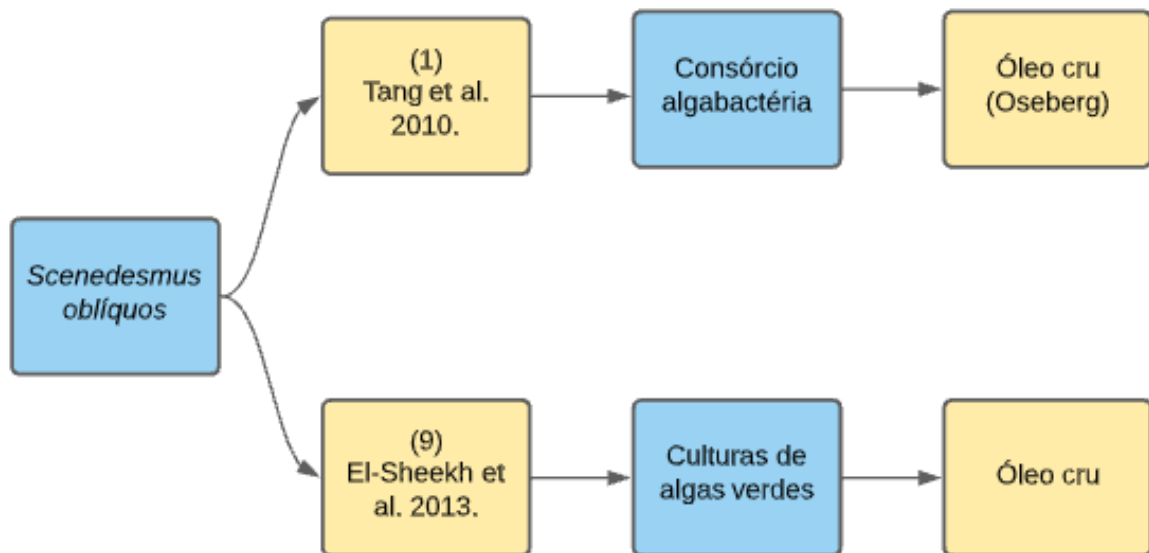 (1)
Tang et al.
2010.
Consórcio
algabactéria
Óleo cru
(Oseberg)
Scenedesmus
oblíquos
(9)
El-Sheekh et
al. 2013.
Culturas de
algas verdes
Óleo cru